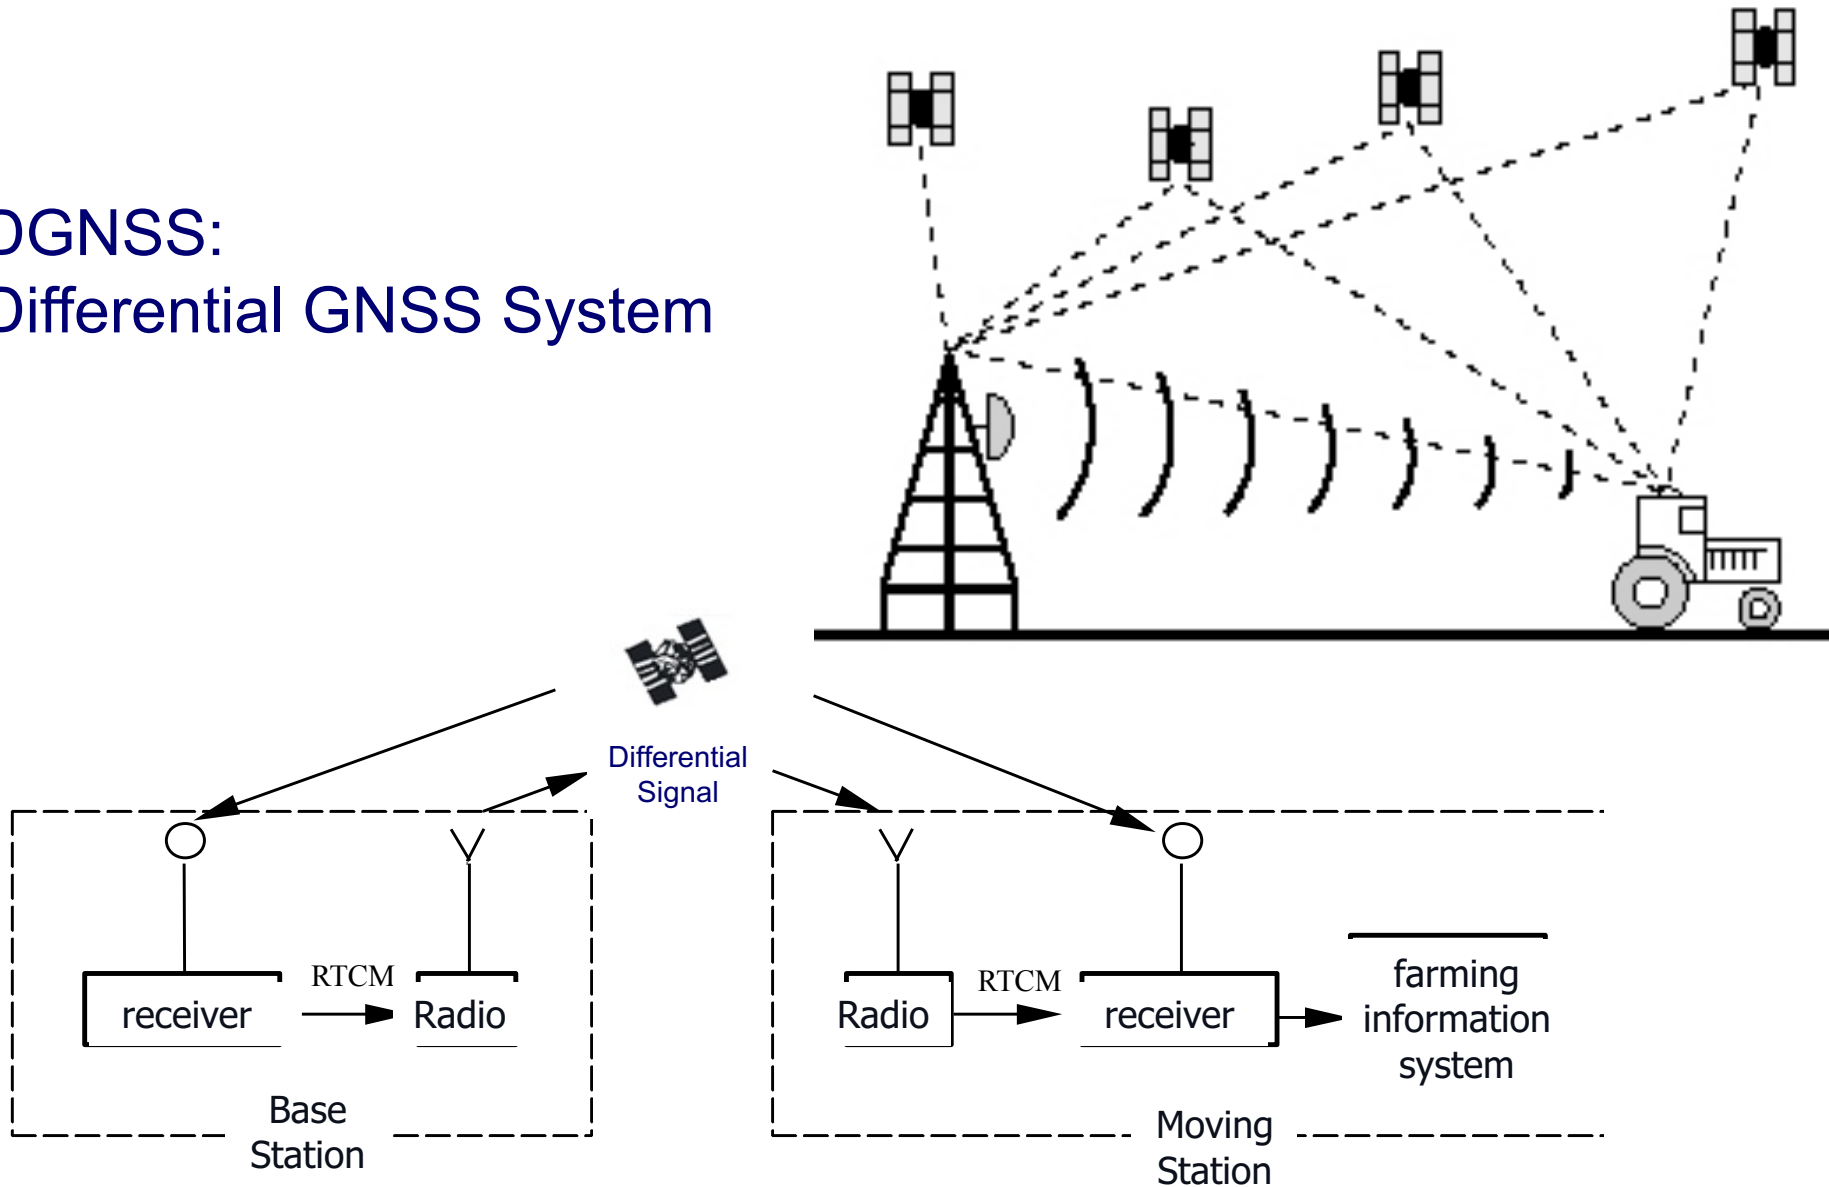 DGNSS:
Differential GNSS System
Differential
Signal
receiver
RTCM
Radio
Base
Station
Radio
RTCM
receiver
farming
information
system
Moving
Station